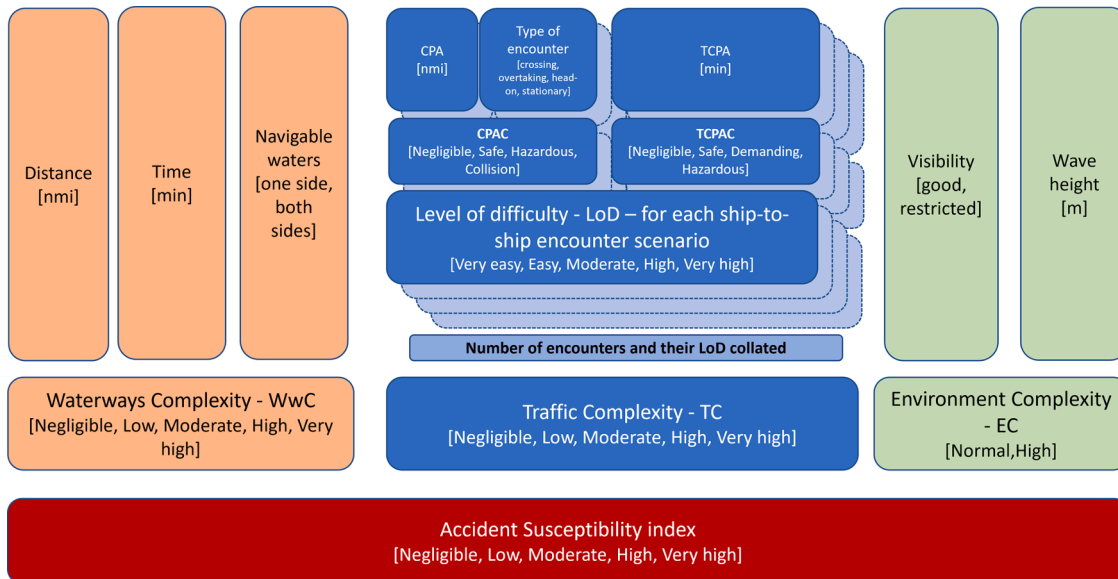 Distance
[nmi]
Time
[min]
Navigable
waters
[one side,
both
sides]
CPA
[nmi]
Type of
encounter
[crossing,
overtaking, head-
on, stationary]
TCPA
[min]
CPAC
[Negligible, Safe, Hazardous,
Collision]
TCPAC
[Negligible, Safe, Demanding,
Hazardous]
Level of difficulty - LoD – for each ship-to-
ship encounter scenario
[Very easy, Easy, Moderate, High, Very high]
Number of encounters and their LoD collated
Visibility
[good,
restricted]
Wave
height
[m]
Waterways Complexity - WwC
[Negligible, Low, Moderate, High, Very
high]
Traffic Complexity - TC
[Negligible, Low, Moderate, High, Very high]
Environment Complexity
- EC
[Normal,High]
Accident Susceptibility index
[Negligible, Low, Moderate, High, Very high]